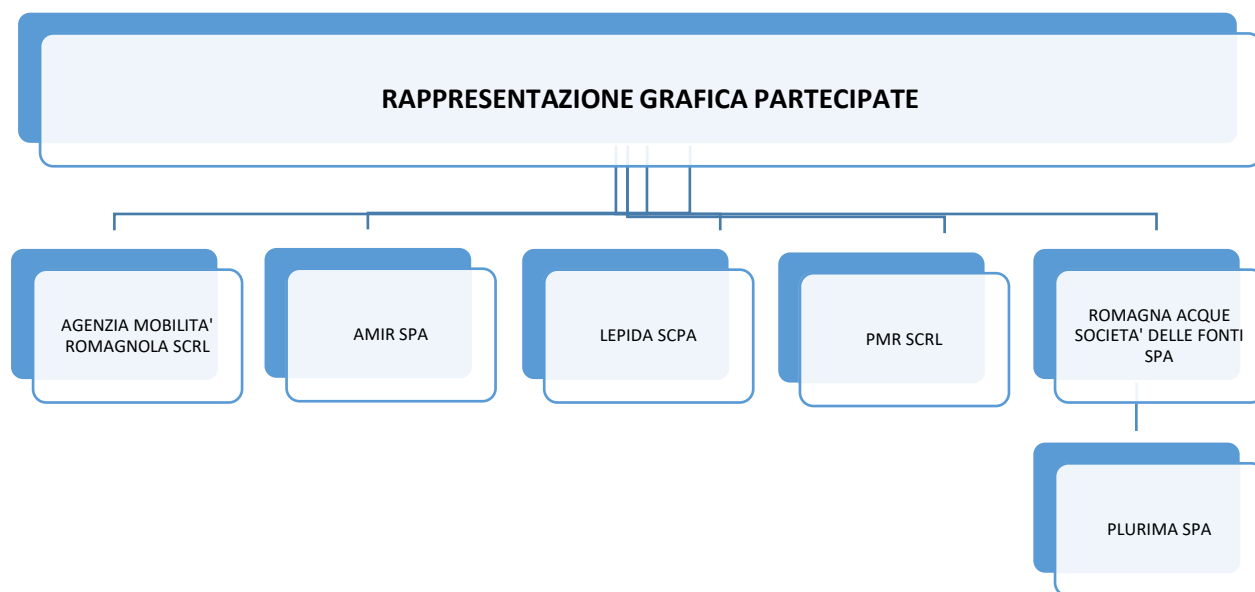 RAPPRESENTAZIONE GRAFICA PARTECIPATE
AGENZIA MOBILITA'
ROMAGNOLA SCRL
AMIR SPA
LEPIDA SCPA
PMR SCRL
ROMAGNA ACQUE
SOCIETA' DELLE FONTI
SPA
PLURIMA SPA